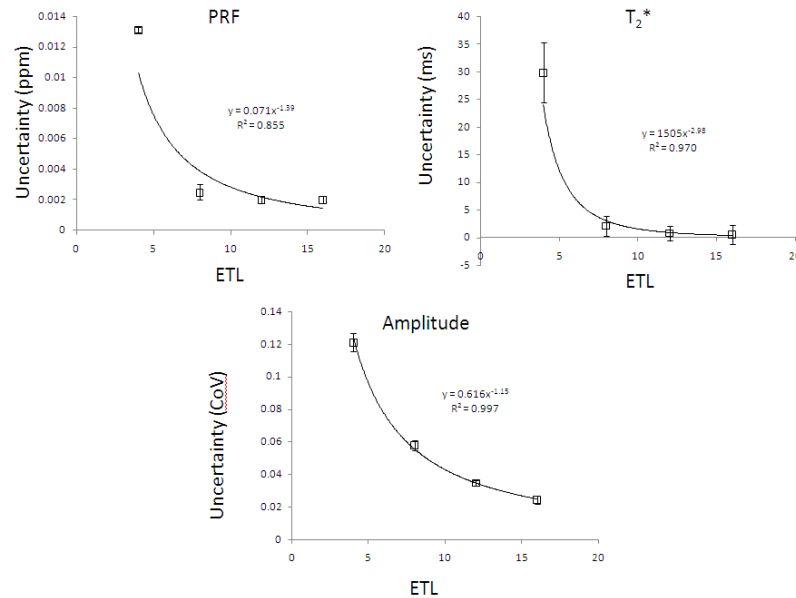 PRF
Uncertainty (ppm)
0.014
0.012
0.01
0.008
0.006
0.004
0.002
0
y = 0.071x^-1.39
R² = 0.855
0
5
10
15
20
ETL
T₂*
Uncertainty (ms)
40
35
30
25
20
15
10
5
0
-5
y = 1505x^-2.98
R² = 0.970
0
5
10
15
20
ETL
Amplitude
Uncertainty (CoV)
0.14
0.12
0.1
0.08
0.06
0.04
0.02
0
y = 0.616x^-1.15
R² = 0.997
0
5
10
15
20
ETL